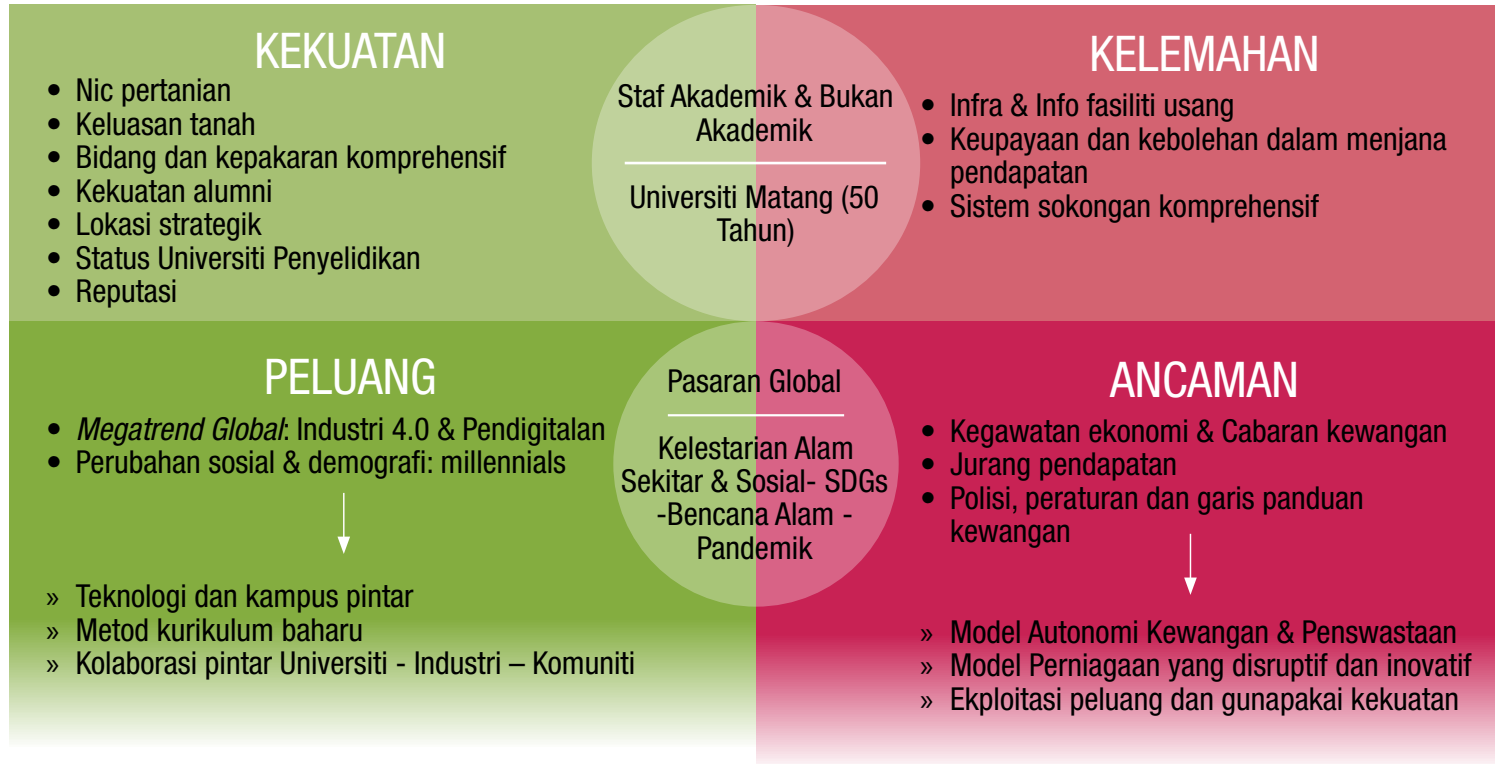 KEKUATAN
• Nic pertanian
• Keluasan tanah
• Bidang dan kepakaran komprehensif
• Kekuatan alumni
• Lokasi strategik
• Status Universiti Penyelidikan
• Reputasi
Staf Akademik & Bukan
Akademik
Universiti Matang (50
Tahun)
KELEMAHAN
• Infra & Info fasiliti usang
• Keupayaan dan kebolehan dalam menjana
pendapatan
• Sistem sokongan komprehensif
PELUANG
• Megatrend Global: Industri 4.0 & Pendigitalan
• Perubahan sosial & demografi: millennials
» Teknologi dan kampus pintar
» Metod kurikulum baharu
» Kolaborasi pintar Universiti - Industri – Komuniti
Pasaran Global
Kelestarian Alam
Sekitar & Sosial- SDGs
-Bencana Alam -
Pandemik
ANCAMAN
• Kegawatan ekonomi & Cabaran kewangan
• Jurang pendapatan
• Polisi, peraturan dan garis panduan
kewangan
» Model Autonomi Kewangan & Penswastaan
» Model Perniagaan yang disruptif dan inovatif
» Ekploitasi peluang dan gunapakai kekuatan